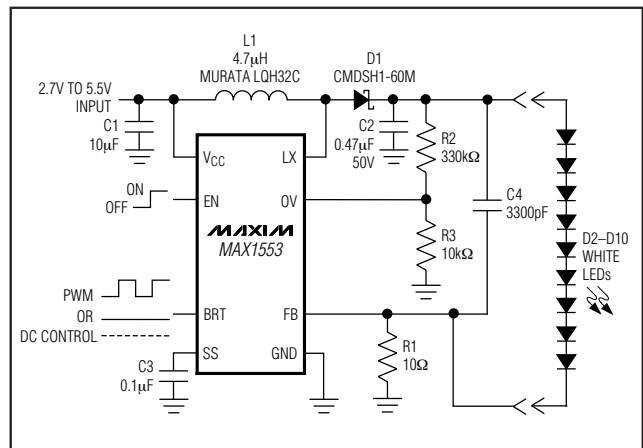 L1
4.7µH
MURATA LQH32C
D1
CMDSH1-60M
2.7V TO 5.5V
INPUT
C1
10µF
C2
0.47µF
50V
R2
330kΩ
VCC
LX
C4
3300pF
ON
OFF
EN
OV
MAXIM
MAX1553
R3
10kΩ
D2–D10
WHITE
LEDs
PWM
OR
DC CONTROL
BRT
FB
SS
GND
R1
10Ω
C3
0.1µF